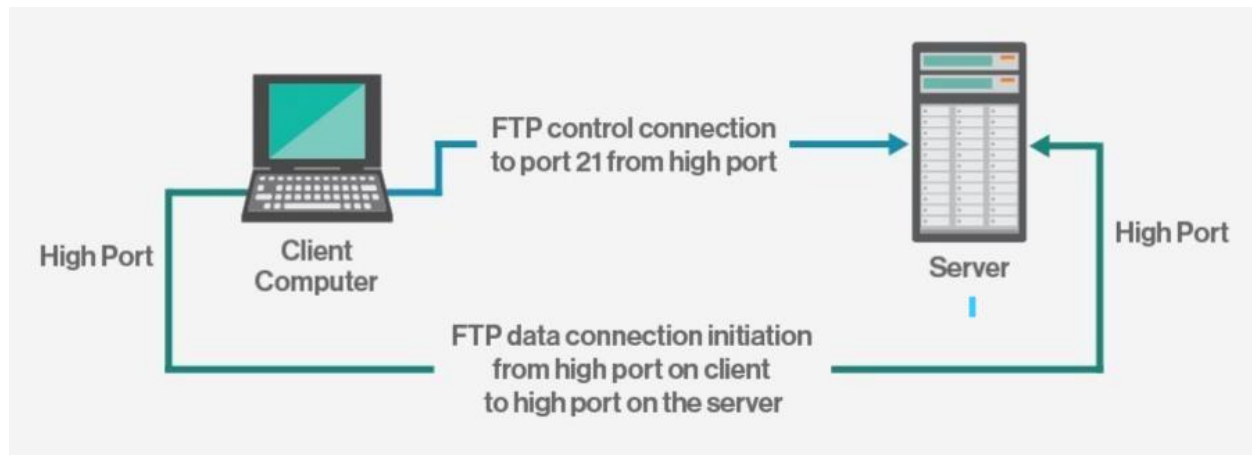 FTP control connection
to port 21 from high port
High Port
Client
Computer
Server
High Port
FTP data connection initiation
from high port on client
to high port on the server